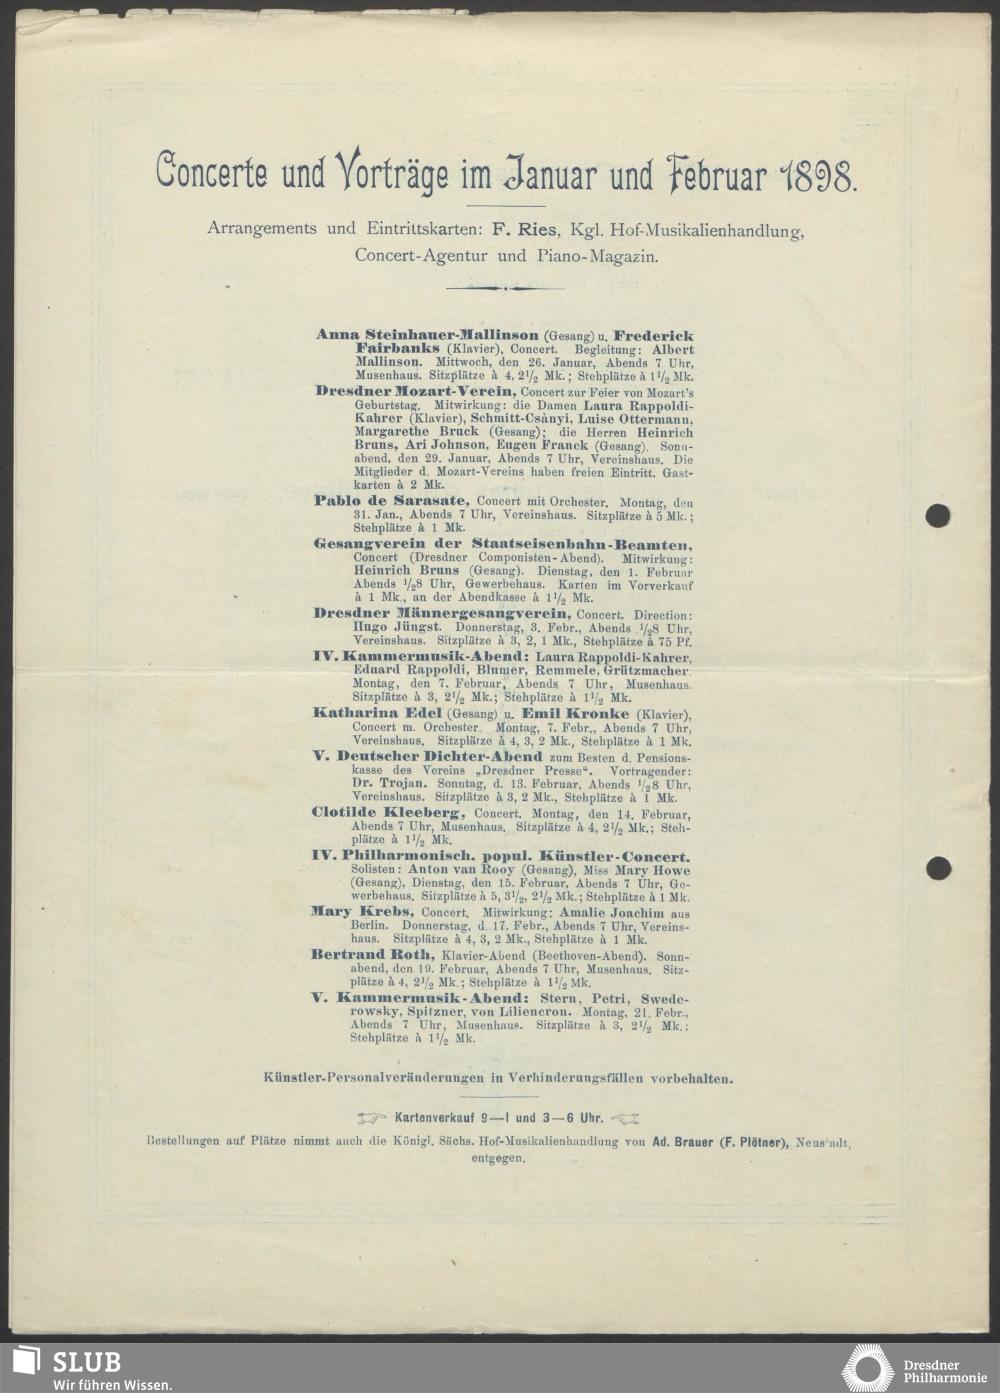 Concerte und Vorträge im Januar und Februar 1898.
Arrangements und Eintrittskarten: F. Ries, Kgl. Hof-Musikalienhandlung,
Concert-Agentur und Piano-Magazin.
Anna Steinhauer-Mallinson (Gesang) u. Frederick
Fairbanks (Klavier), Concert. Begleitung: Albert
Mallinson. Mittwoch, den 26. Januar, Abends 7 Uhr,
Musenhaus. Sitzplätze à 4, 2½ Mk.; Stehplätze à 1½ Mk.
Dresdner Mozart-Verein, Concert zur Feier von Mozart's
Geburtstag. Mitwirkung: die Damen Laura Rappoldi-
Kahrer (Klavier), Schmitt-Csànyi, Luise Ottermann,
Margarethe Bruck (Gesang); die Herren Heinrich
Bruns, Ari Johnson, Eugen Franck (Gesang). Sonn-
abend, den 29. Januar, Abends 7 Uhr, Vereinshaus. Die
Mitglieder d. Mozart-Vereins haben freien Eintritt. Gast-
karten à 2 Mk.
Pablo de Sarasate, Concert mit Orchester. Montag, den
31. Jan., Abends 7 Uhr, Vereinshaus. Sitzplätze à 5 Mk.;
Stehplätze à 1 Mk.
Gesangverein der Staatseisenbahn-Beamten,
Concert (Dresdner Componisten-Abend). Mitwirkung:
Heinrich Bruns (Gesang). Dienstag, den 1. Februar
Abends ½8 Uhr, Gewerbehaus. Karten im Vorverkauf
à 1 Mk., an der Abendkasse à 1½ Mk.
Dresdner Männergesangverein, Concert. Direction:
Hugo Jüngst. Donnerstag, 3. Febr., Abends ½8 Uhr,
Vereinshaus. Sitzplätze à 3, 2, 1 Mk., Stehplätze à 75 Pf.
IV. Kammermusik-Abend: Laura Rappoldi-Kahrer,
Eduard Rappoldi, Blumer, Remmele, Grützmacher.
Montag, den 7. Februar, Abends 7 Uhr, Musenhaus.
Sitzplätze à 3, 2½ Mk.; Stehplätze à 1½ Mk.
Katharina Edel (Gesang) u. Emil Kronke (Klavier),
Concert m. Orchester. Montag, 7. Febr., Abends 7 Uhr,
Vereinshaus. Sitzplätze à 4, 3, 2 Mk., Stehplätze à 1 Mk.
V. Deutscher Dichter-Abend zum Besten d. Pensions-
kasse des Vereins „Dresdner Presse“. Vortragender:
Dr. Trojan. Sonntag, d. 13. Februar, Abends ½8 Uhr,
Vereinshaus. Sitzplätze à 3, 2 Mk., Stehplätze à 1 Mk.
Clotilde Kleeberg, Concert. Montag, den 14. Februar,
Abends 7 Uhr, Musenhaus. Sitzplätze à 4, 2½ Mk.; Steh-
plätze à 1½ Mk.
IV. Philharmonisch. popul. Künstler-Concert.
Solisten: Anton van Rooy (Gesang), Miss Mary Howe
(Gesang), Dienstag, den 15. Februar, Abends 7 Uhr, Ge-
werbehaus. Sitzplätze à 5, 3½, 2½ Mk.; Stehplätze à 1 Mk.
Mary Krebs, Concert. Mitwirkung: Amalie Joachim aus
Berlin. Donnerstag, d. 17. Febr., Abends 7 Uhr, Vereins-
haus. Sitzplätze à 4, 3, 2 Mk., Stehplätze à 1 Mk.
Bertrand Roth, Klavier-Abend (Beethoven-Abend). Sonn-
abend, den 19. Februar, Abends 7 Uhr, Musenhaus. Sitz-
plätze à 4, 2½ Mk.; Stehplätze à 1½ Mk.
V. Kammermusik-Abend: Stern, Petri, Swede-
rowsky, Spitzner, von Liliencron. Montag, 21. Febr.,
Abends 7 Uhr, Musenhaus. Sitzplätze à 3, 2½ Mk.;
Stehplätze à 1½ Mk.
Künstler-Personalveränderungen in Verhinderungsfällen vorbehalten.
Kartenverkauf 9—1 und 3—6 Uhr.
Bestellungen auf Plätze nimmt auch die Königl. Sächs. Hof-Musikalienhandlung von Ad. Brauer (F. Plötner), Neustadt,
entgegen.
SLUB
Wir führen Wissen.
Dresdner
Philharmonie